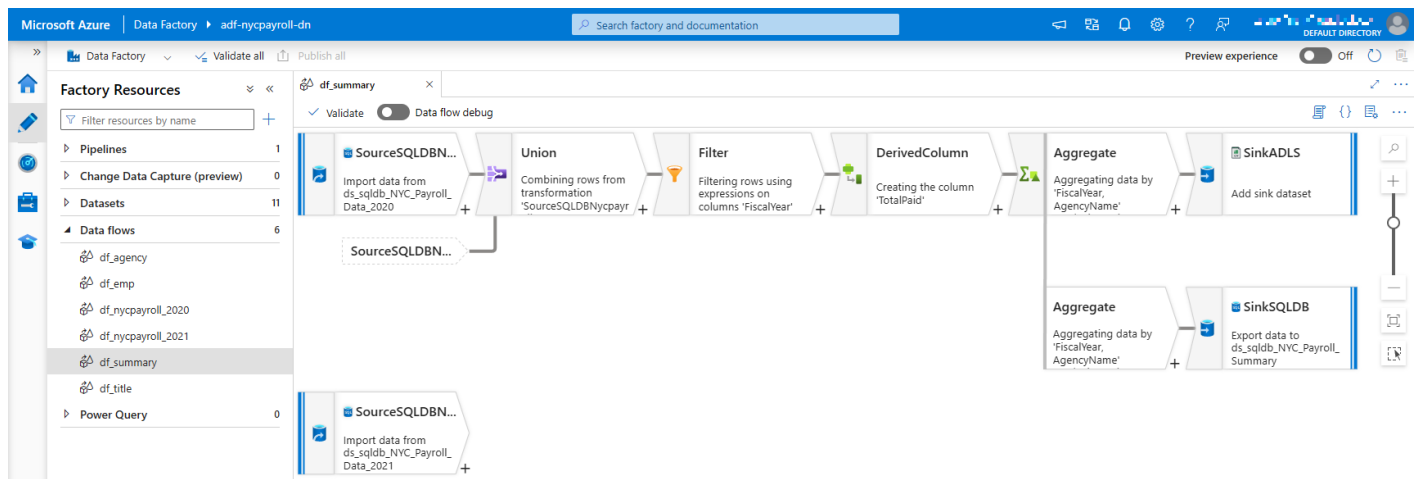 Microsoft Azure Data Factory adf-nycpayroll-dn Search factory and documentation
DEFAULT DIRECTORY
Data Factory Validate all Publish all Preview experience Off
Factory Resources
Filter resources by name
Pipelines 1
Change Data Capture (preview) 0
Datasets 11
Data flows 6
df_agency
df_emp
df_nycpayroll_2020
df_nycpayroll_2021
df_summary
df_title
Power Query 0
df_summary
Validate Data flow debug
SourceSQLDBN...
Import data from
ds_sqldb_NYC_Payroll_
Data_2020
Union
Combining rows from
transformation
'SourceSQLDBNycpayr
Filter
Filtering rows using
expressions on
columns 'FiscalYear'
DerivedColumn
Creating the column
'TotalPaid'
Aggregate
Aggregating data by
'FiscalYear,
AgencyName'
SinkADLS
Add sink dataset
SourceSQLDBN...
Aggregate
Aggregating data by
'FiscalYear,
AgencyName'
SinkSQLDB
Export data to
ds_sqldb_NYC_Payroll_
Summary
SourceSQLDBN...
Import data from
ds_sqldb_NYC_Payroll_
Data_2021